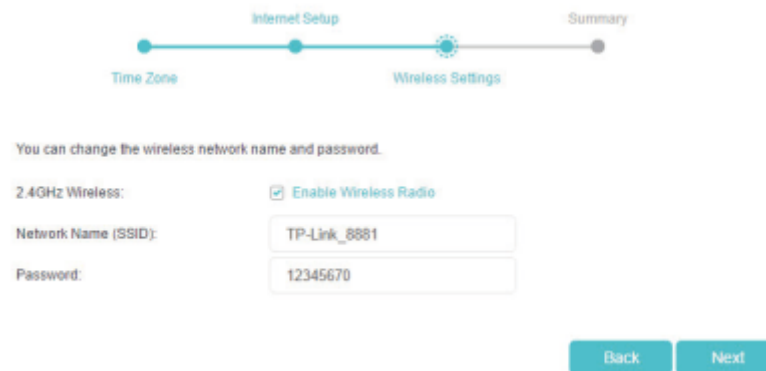 Internet Setup
Summary
Time Zone
Wireless Settings
You can change the wireless network name and password.
2.4GHz Wireless:
Enable Wireless Radio
Network Name (SSID):
TP-Link_8881
Password:
12345670
Back
Next